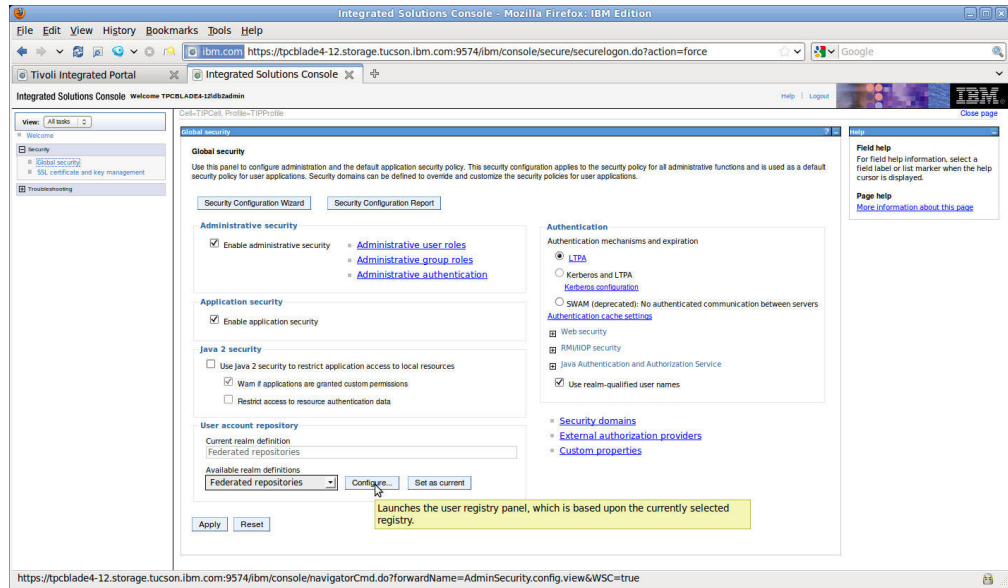 Integrated Solutions Console - Mozilla Firefox: IBM Edition
File Edit View History Bookmarks Tools Help
ibm.com https://tpcblade4-12.storage.tucson.ibm.com:9574/ibm/console/secure/securelogon.do?action=force
Google
Tivoli Integrated Portal
Integrated Solutions Console
Integrated Solutions Console Welcome TPCBLADE4-12\db2admin
Help | Logout
IBM.
View: All tasks
Cell=TIPCell, Profile=TIPProfile
Close page
Welcome
Security
Global security
SSL certificate and key management
Troubleshooting
Global security
Global security
Use this panel to configure administration and the default application security policy. This security configuration applies to the security policy for all administrative functions and is used as a default
security policy for user applications. Security domains can be defined to override and customize the security policies for user applications.
Security Configuration Wizard
Security Configuration Report
Administrative security
Enable administrative security
Administrative user roles
Administrative group roles
Administrative authentication
Application security
Enable application security
Java 2 security
Use Java 2 security to restrict application access to local resources
Warn if applications are granted custom permissions
Restrict access to resource authentication data
User account repository
Current realm definition
Federated repositories
Available realm definitions
Federated repositories
Configure...
Set as current
Launches the user registry panel, which is based upon the currently selected
registry.
Apply
Reset
Authentication
Authentication mechanisms and expiration
LTPA
Kerberos and LTPA
Kerberos configuration
SWAM (deprecated): No authenticated communication between servers
Authentication cache settings
Web security
RMI/IIOP security
Java Authentication and Authorization Service
Use realm-qualified user names
Security domains
External authorization providers
Custom properties
Help
Field help
For field help information, select a
field label or list marker when the help
cursor is displayed.
Page help
More information about this page
https://tpcblade4-12.storage.tucson.ibm.com:9574/ibm/console/navigatorCmd.do?forwardName=AdminSecurity.config.view&WSC=true